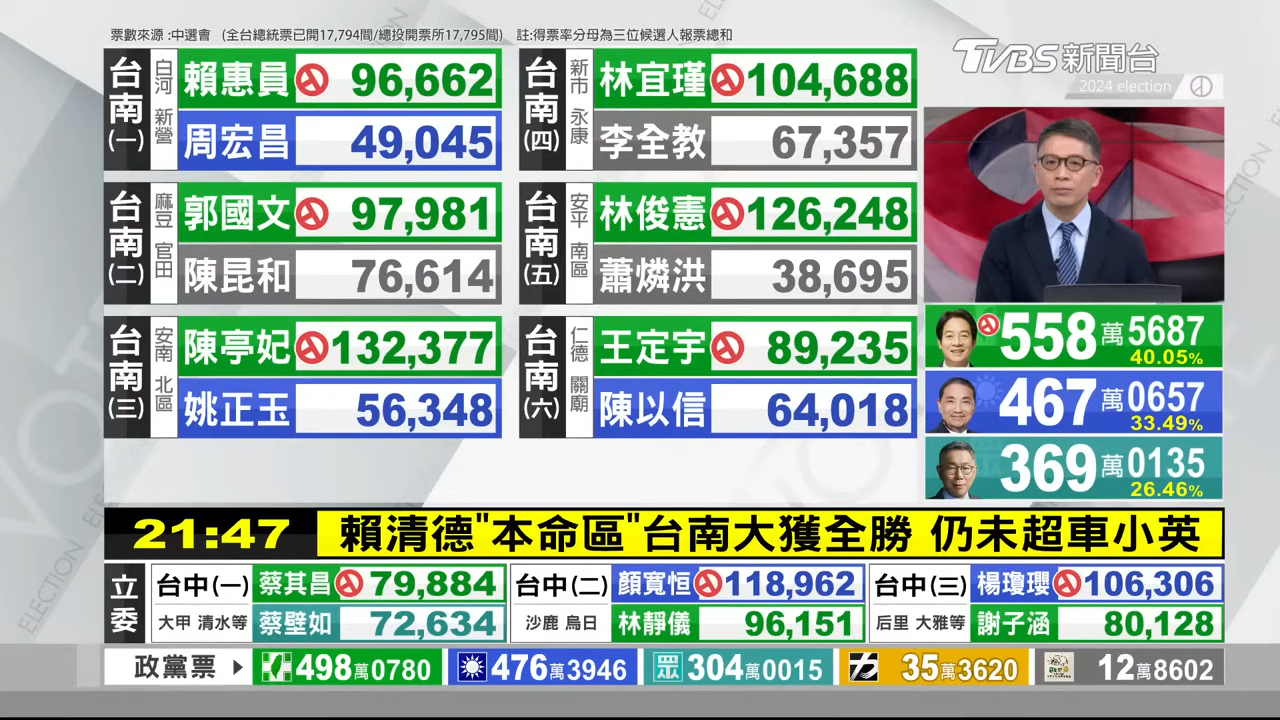 票數來源 :中選會 (全台總統票已開17,794間/總投開票所17,795間) 註:得票率分母為三位候選人報票總和
TVBS新聞台
2024 election
台南(一) 白河 新營 賴惠員 96,662
周宏昌 49,045
台南(二) 麻豆 官田 郭國文 97,981
陳昆和 76,614
台南(三) 安南 北區 陳亭妃 132,377
姚正玉 56,348
台南(四) 新市 永康 林宜瑾 104,688
李全教 67,357
台南(五) 安平 南區 林俊憲 126,248
蕭燐洪 38,695
台南(六) 仁德 關廟 王定宇 89,235
陳以信 64,018
558萬5687
40.05%
467萬0657
33.49%
369萬0135
26.46%
21:47 賴清德"本命區"台南大獲全勝 仍未超車小英
立委
台中(一) 蔡其昌 79,884
大甲 清水等 蔡壁如 72,634
台中(二) 顏寬恒 118,962
沙鹿 烏日 林靜儀 96,151
台中(三) 楊瓊瓔 106,306
后里 大雅等 謝子涵 80,128
政黨票 498萬0780 476萬3946 眾 304萬0015 35萬3620 12萬8602
ELECTION
ELECTION
ELECTION
VOTE